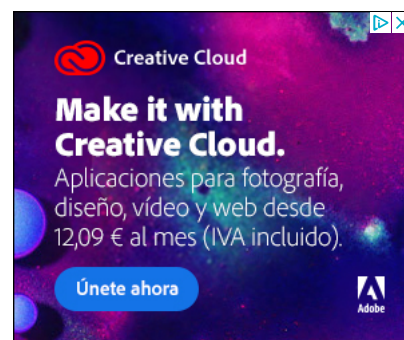 Creative Cloud
Make it with
Creative Cloud.
Aplicaciones para fotografía,
diseño, vídeo y web desde
12,09 € al mes (IVA incluido).
Únete ahora
Adobe